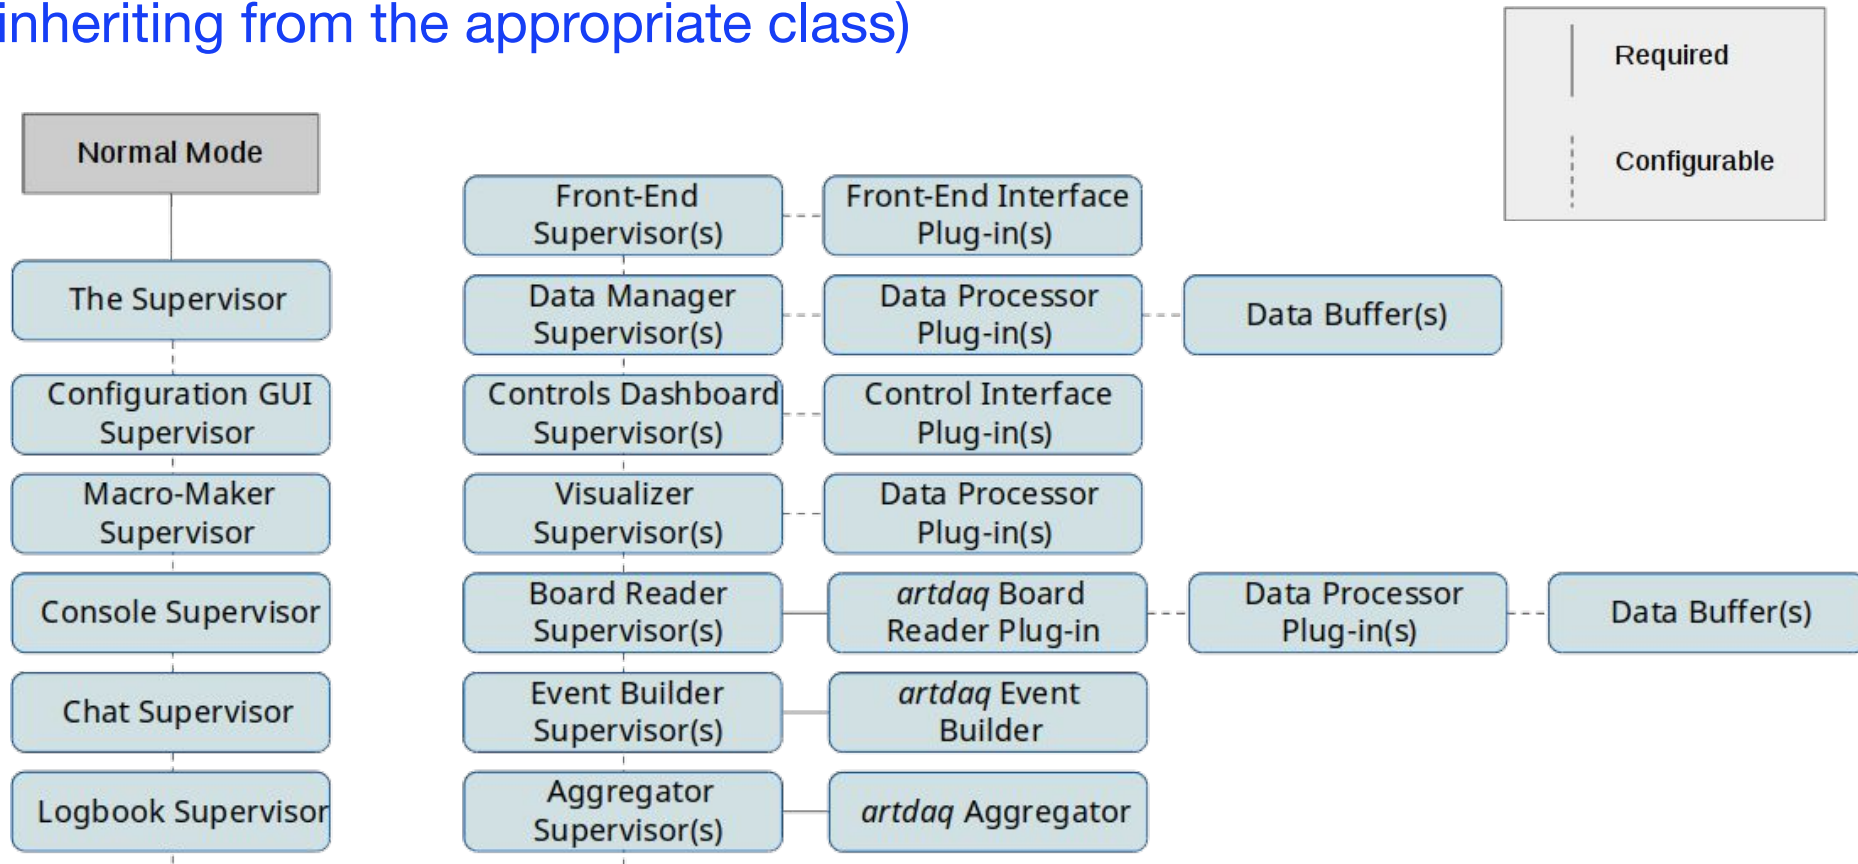 inheriting from the appropriate class)
Required
Configurable
Normal Mode
The Supervisor
Configuration GUI
Supervisor
Macro-Maker
Supervisor
Console Supervisor
Chat Supervisor
Logbook Supervisor
Front-End
Supervisor(s)
Front-End Interface
Plug-in(s)
Data Manager
Supervisor(s)
Data Processor
Plug-in(s)
Data Buffer(s)
Controls Dashboard
Supervisor(s)
Control Interface
Plug-in(s)
Visualizer
Supervisor(s)
Data Processor
Plug-in(s)
Board Reader
Supervisor(s)
artdaq Board
Reader Plug-in
Data Processor
Plug-in(s)
Data Buffer(s)
Event Builder
Supervisor(s)
artdaq Event
Builder
Aggregator
Supervisor(s)
artdaq Aggregator